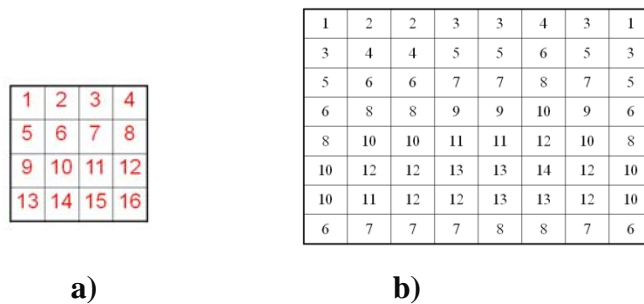 1 2 3 4
5 6 7 8
9 10 11 12
13 14 15 16
a)
1 2 2 3 3 4 3 1
3 4 4 5 5 6 5 3
5 6 6 7 7 8 7 5
6 8 8 9 9 10 9 6
8 10 10 11 11 12 10 8
10 12 12 13 13 14 12 10
10 11 12 12 13 13 12 10
6 7 7 7 8 8 7 6
b)